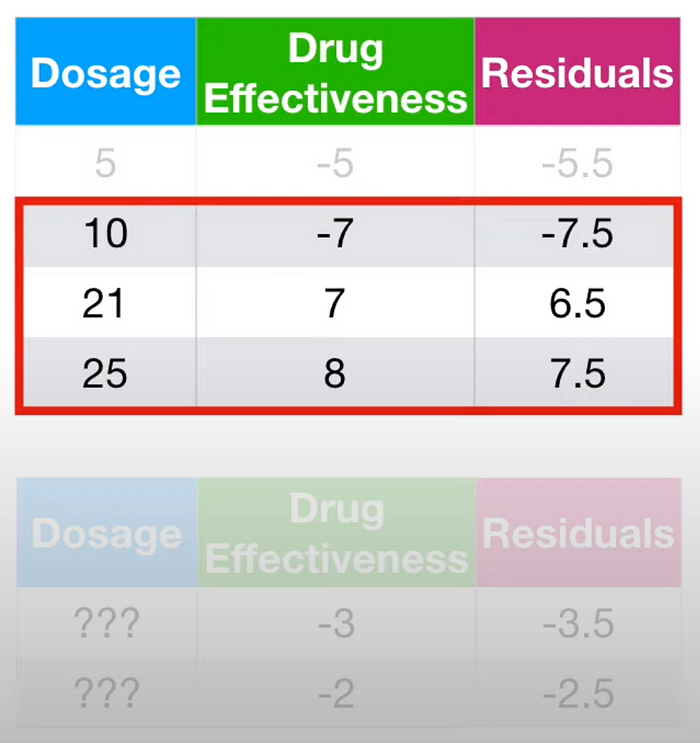 Dosage Drug Effectiveness Residuals
5 -5 -5.5
10 -7 -7.5
21 7 6.5
25 8 7.5
Dosage Drug Effectiveness Residuals
??? -3 -3.5
??? -2 -2.5